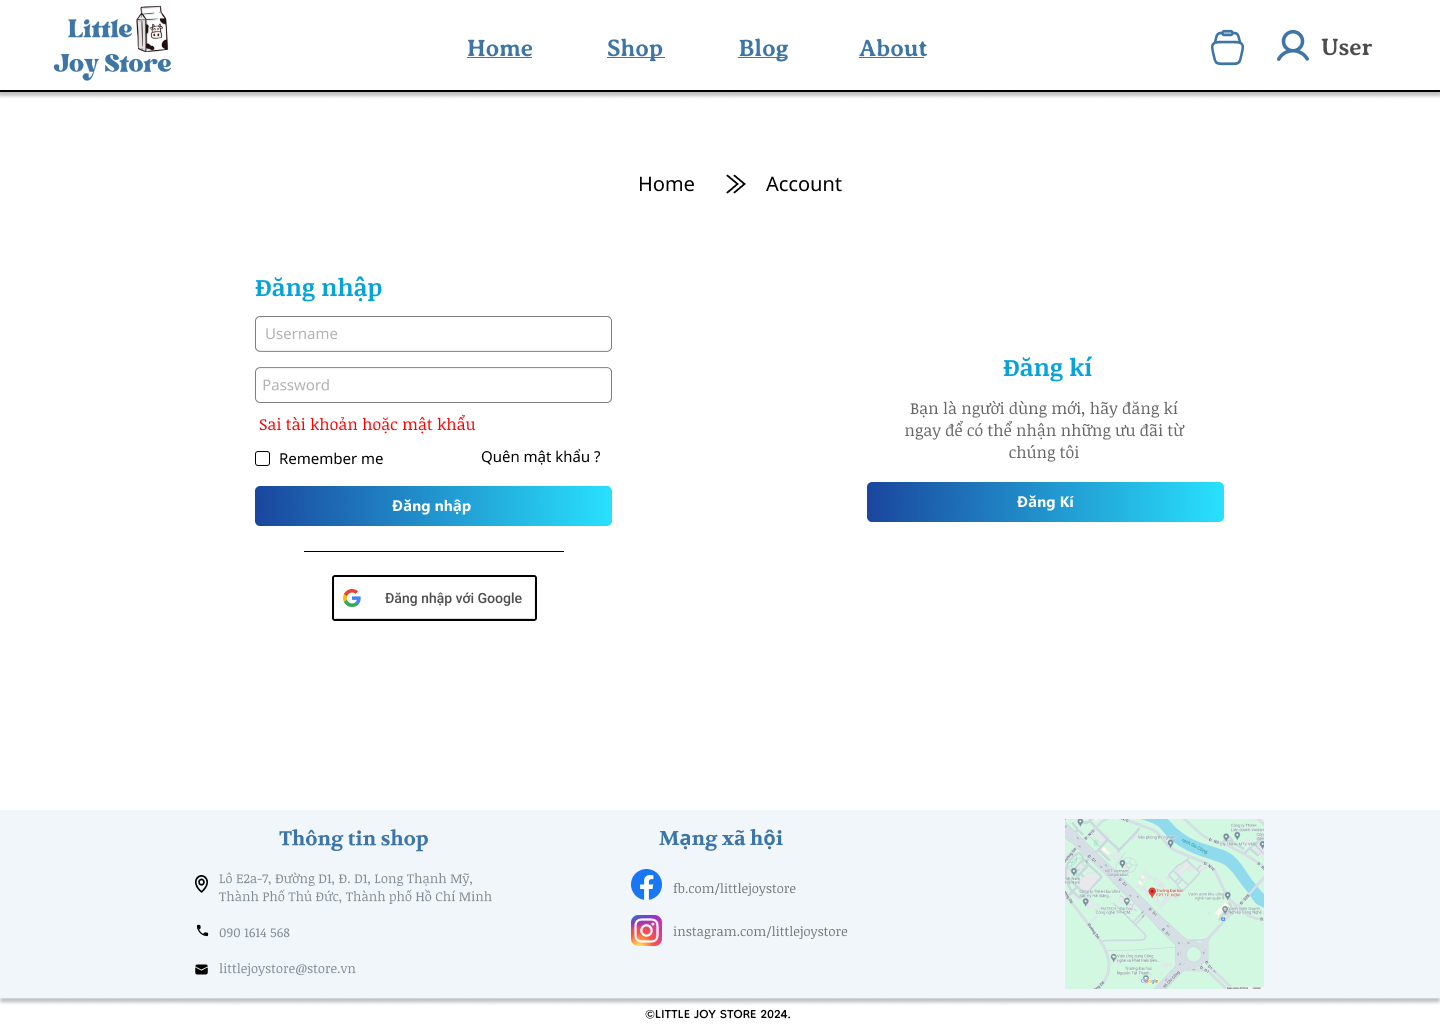 Little
Joy Store
Home
Shop
Blog
About
User
Home
Account
Đăng nhập
Username
Password
Sai tài khoản hoặc mật khẩu
Remember me
Quên mật khẩu ?
Đăng nhập
Đăng nhập với Google
Đăng kí
Bạn là người dùng mới, hãy đăng kí
ngay để có thể nhận những ưu đãi từ
chúng tôi
Đăng Kí
Thông tin shop
Lô E2a-7, Đường D1, Đ. D1, Long Thạnh Mỹ,
Thành Phố Thủ Đức, Thành phố Hồ Chí Minh
090 1614 568
littlejoystore@store.vn
Mạng xã hội
fb.com/littlejoystore
instagram.com/littlejoystore
Google
©LITTLE JOY STORE 2024.